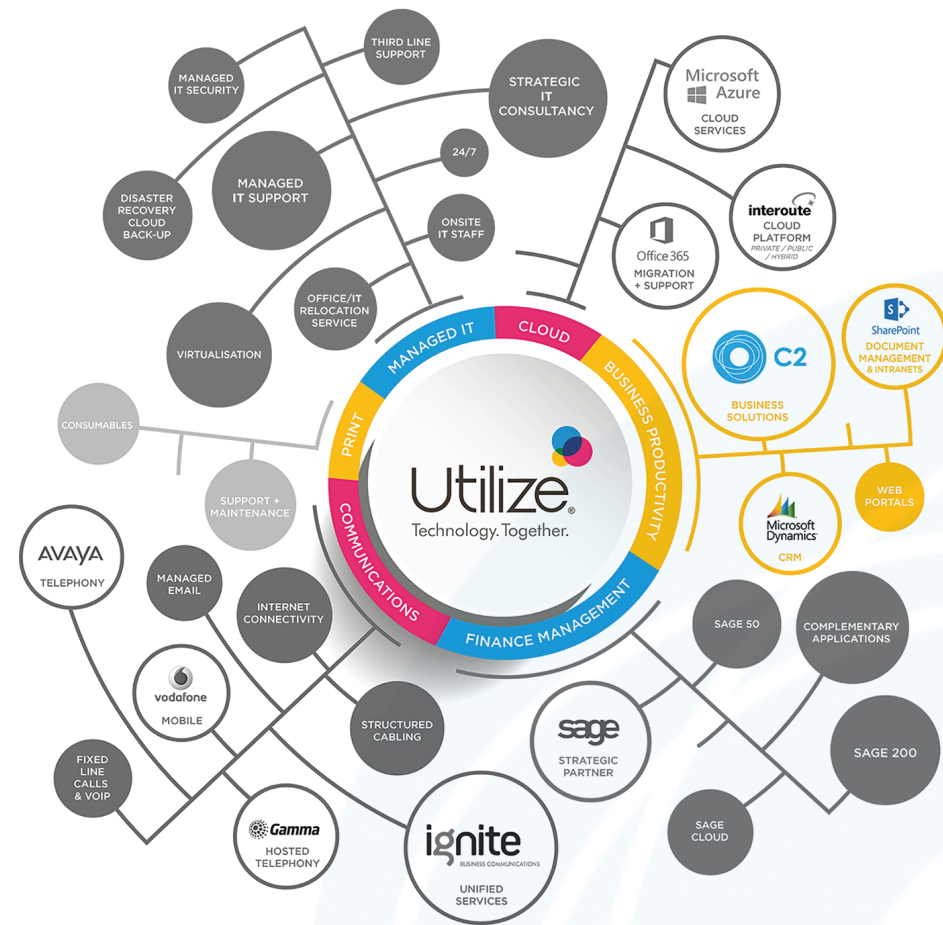 MANAGED
IT SECURITY
THIRD LINE
SUPPORT
STRATEGIC
IT
CONSULTANCY
DISASTER
RECOVERY
CLOUD
BACK-UP
MANAGED
IT SUPPORT
24/7
ONSITE
IT STAFF
OFFICE/IT
RELOCATION
SERVICE
VIRTUALISATION
Microsoft
Azure
CLOUD
SERVICES
interoute
CLOUD
PLATFORM
PRIVATE / PUBLIC
/ HYBRID
Office 365
MIGRATION
+ SUPPORT
MANAGED IT
CLOUD
BUSINESS PRODUCTIVITY
FINANCE MANAGEMENT
COMMUNICATIONS
PRINT
Utilize®
Technology. Together.
C2
BUSINESS
SOLUTIONS
SharePoint
DOCUMENT
MANAGEMENT
& INTRANETS
Microsoft
Dynamics
CRM
WEB
PORTALS
CONSUMABLES
SUPPORT +
MAINTENANCE
AVAYA
TELEPHONY
MANAGED
EMAIL
INTERNET
CONNECTIVITY
vodafone
MOBILE
STRUCTURED
CABLING
FIXED
LINE
CALLS
& VOIP
Gamma
HOSTED
TELEPHONY
ignite
BUSINESS COMMUNICATIONS
UNIFIED
SERVICES
SAGE 50
COMPLEMENTARY
APPLICATIONS
sage
STRATEGIC
PARTNER
SAGE 200
SAGE
CLOUD